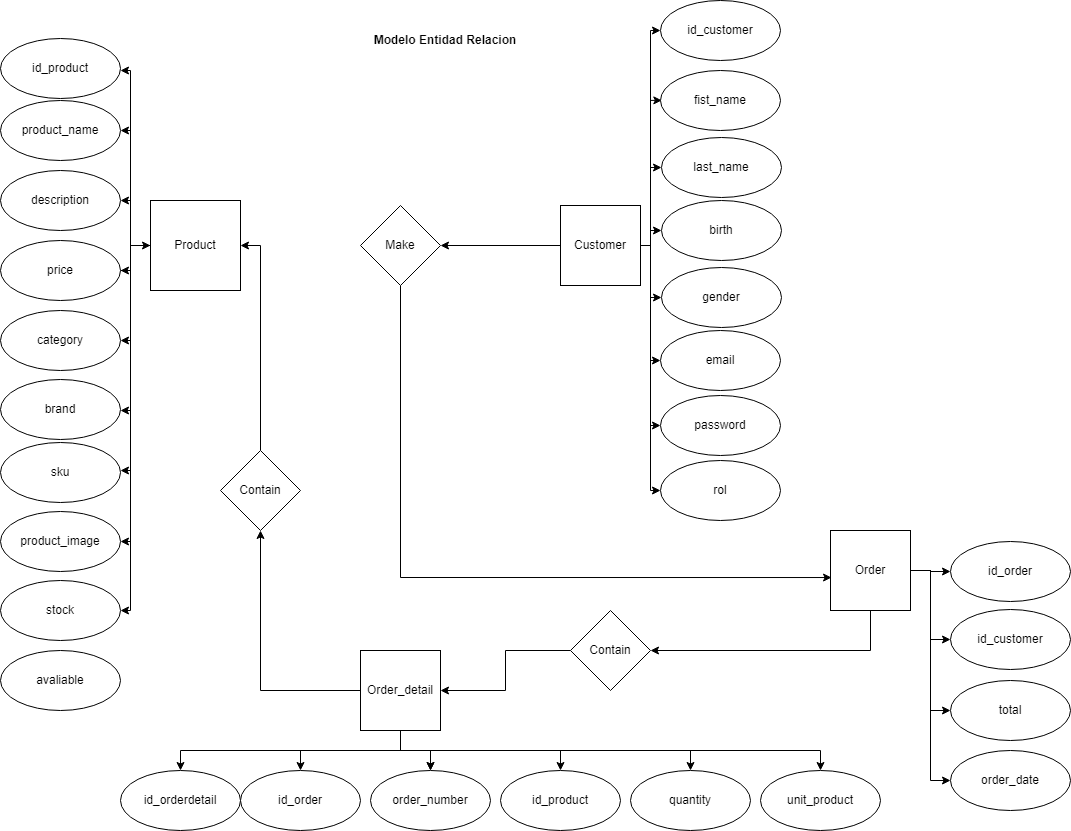 Modelo Entidad Relacion
id_product
product_name
description
price
category
brand
sku
product_image
stock
avaliable
Product
Make
Customer
id_customer
fist_name
last_name
birth
gender
email
password
rol
Contain
Order
id_order
id_customer
total
order_date
Contain
Order_detail
id_orderdetail
id_order
order_number
id_product
quantity
unit_product